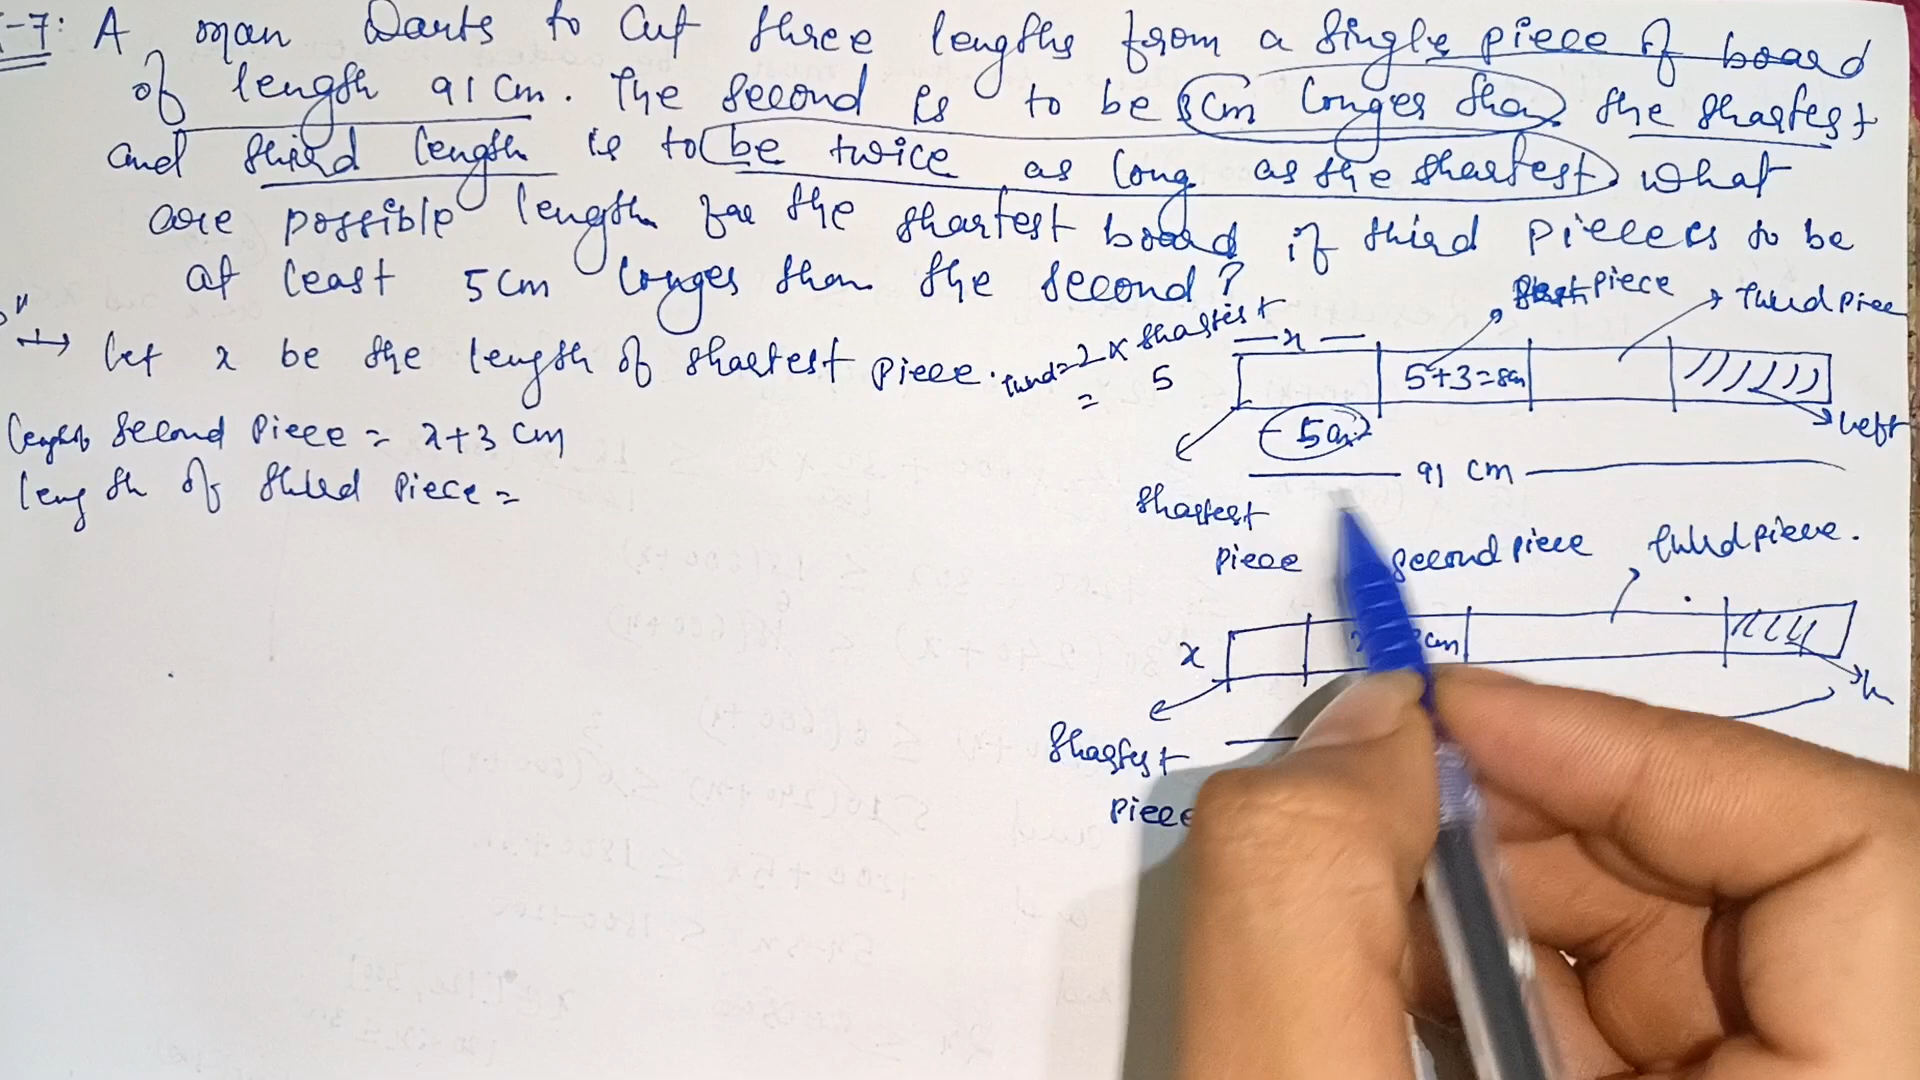 -7: A man wants to cut three lengths from a single piece of board
of length 91 cm. The second is to be 3cm longer than the shortest
and third length is to be twice as long as the shortest. what
are possible length for the shortest board if third pieces to be
at least 5cm longer than the second?
Let x be the length of shortest piece.
third = 2 x shortest
= 5
length second piece = x+3 cm
length of third piece =
x
piece
third piece
5+3=8cm
Left
5cm
91 cm
shortest
piece
second piece
third piece.
x
cm
shortest
piece